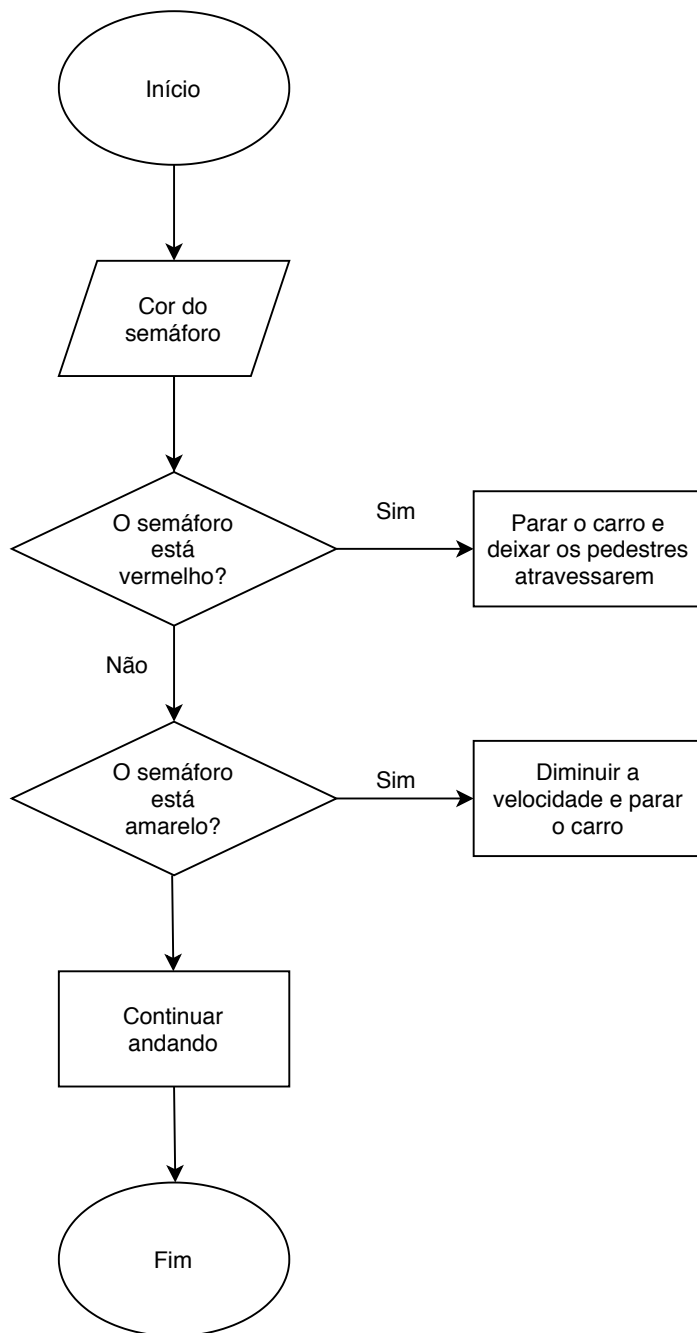 Início
Cor do
semáforo
O semáforo
está
vermelho?
Sim
Parar o carro e
deixar os pedestres
atravessarem
Não
O semáforo
está
amarelo?
Sim
Diminuir a
velocidade e parar
o carro
Continuar
andando
Fim